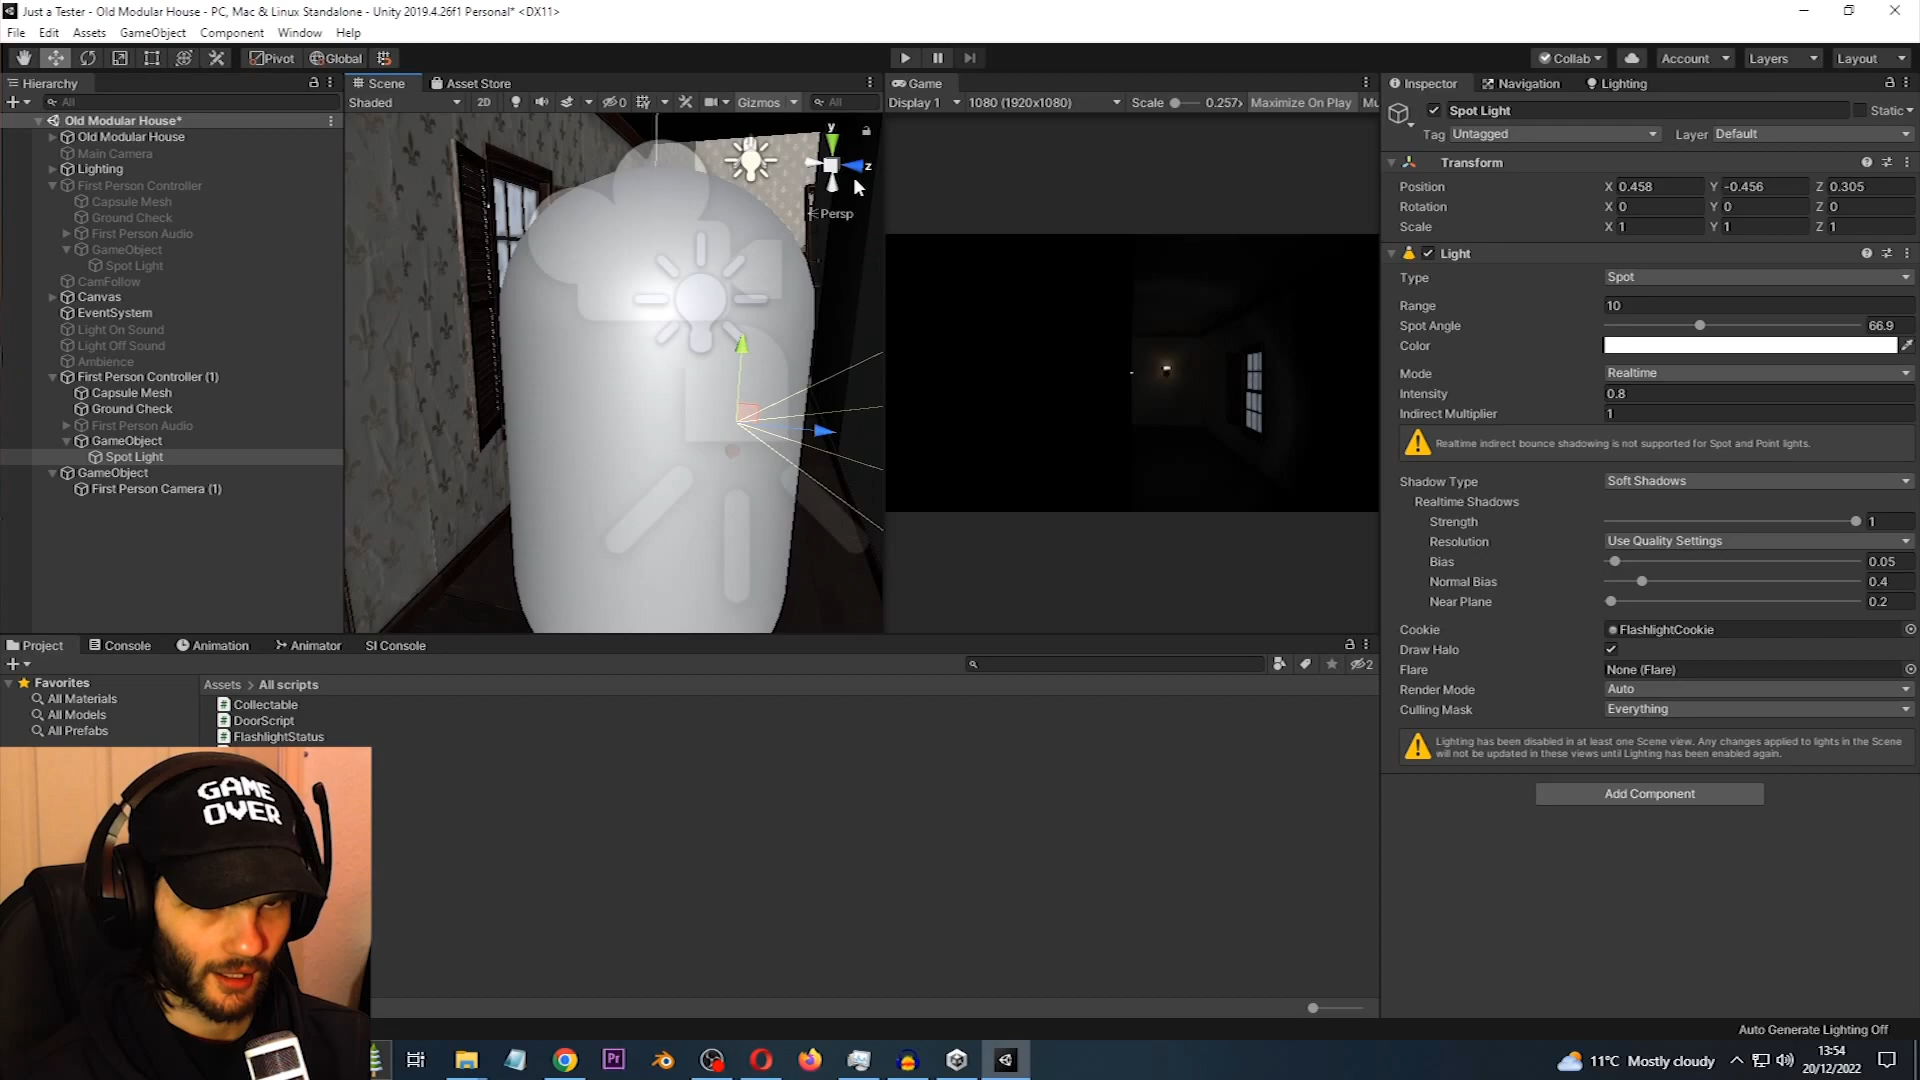 Just a Tester - Old Modular House - PC, Mac & Linux Standalone - Unity 2019.4.26f1 Personal* <DX11>
File Edit Assets GameObject Component Window Help
Pivot Global Collab Account Layers Layout
Hierarchy
All
Old Modular House*
Old Modular House
Main Camera
Lighting
First Person Controller
Capsule Mesh
Ground Check
First Person Audio
GameObject
Spot Light
CamFollow
Canvas
EventSystem
Light On Sound
Light Off Sound
Ambience
First Person Controller (1)
Capsule Mesh
Ground Check
First Person Audio
GameObject
Spot Light
GameObject
First Person Camera (1)
Scene Asset Store
Shaded 2D 0 Gizmos All
y
z
Persp
Game
Display 1 1080 (1920x1080) Scale 0.257x Maximize On Play Mu
Inspector Navigation Lighting
Spot Light Static
Tag Untagged Layer Default
Transform
Position X 0.458 Y -0.456 Z 0.305
Rotation X 0 Y 0 Z 0
Scale X 1 Y 1 Z 1
Light
Type Spot
Range 10
Spot Angle 66.9
Color
Mode Realtime
Intensity 0.8
Indirect Multiplier 1
Realtime indirect bounce shadowing is not supported for Spot and Point lights.
Shadow Type Soft Shadows
Realtime Shadows
Strength 1
Resolution Use Quality Settings
Bias 0.05
Normal Bias 0.4
Near Plane 0.2
Cookie FlashlightCookie
Draw Halo
Flare None (Flare)
Render Mode Auto
Culling Mask Everything
Lighting has been disabled in at least one Scene view. Any changes applied to lights in the Scene
will not be updated in these views until Lighting has been enabled again.
Add Component
Project Console Animation Animator SI Console
2
Favorites
All Materials
All Models
All Prefabs
Assets > All scripts
Collectable
DoorScript
FlashlightStatus
GAME
OVER
Auto Generate Lighting Off
Pr
11°C Mostly cloudy
13:54
20/12/2022